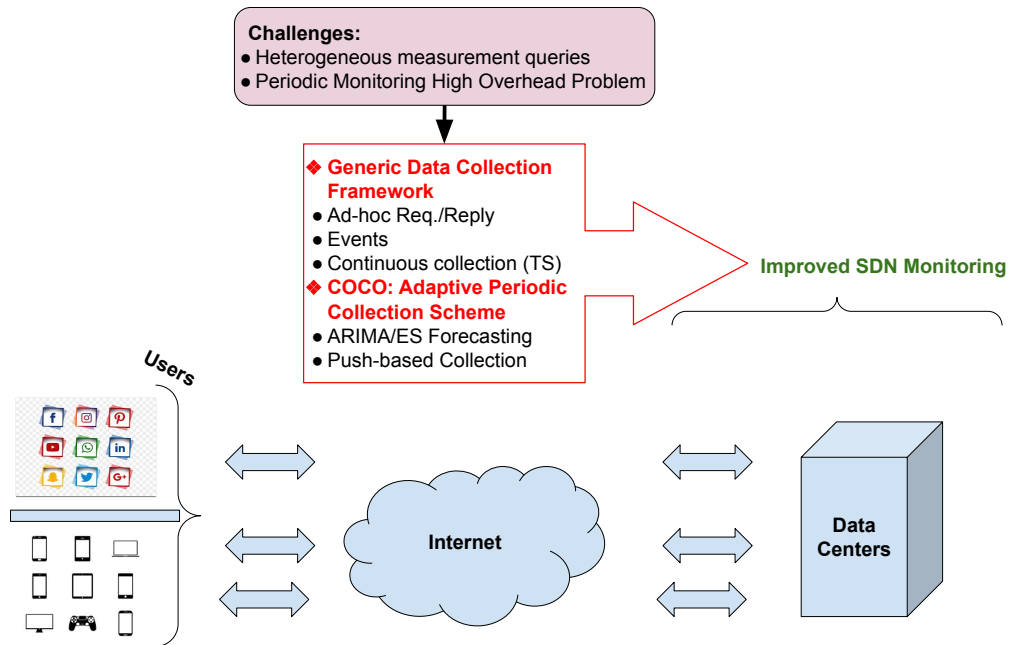 Challenges:
● Heterogeneous measurement queries
● Periodic Monitoring High Overhead Problem
❖ Generic Data Collection
Framework
● Ad-hoc Req./Reply
● Events
● Continuous collection (TS)
❖ COCO: Adaptive Periodic
Collection Scheme
● ARIMA/ES Forecasting
● Push-based Collection
Improved SDN Monitoring
Users
in
G+
Internet
Data
Centers